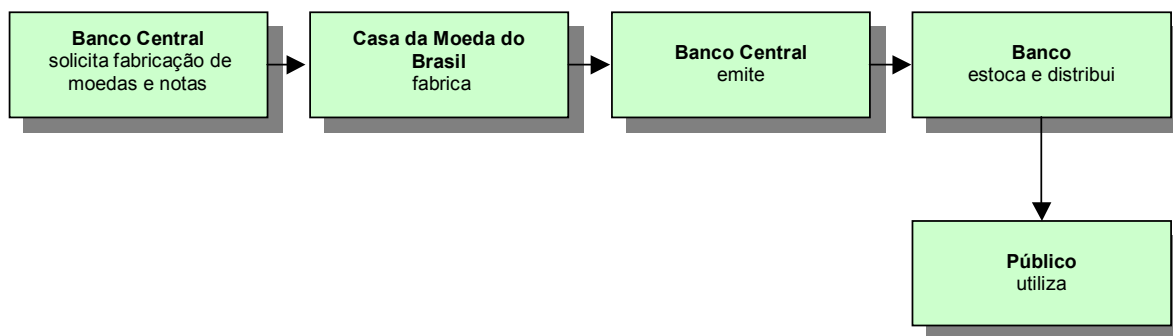 Banco Central
solicita fabricação de
moedas e notas
Casa da Moeda do
Brasil
fabrica
Banco Central
emite
Banco
estoca e distribui
Público
utiliza